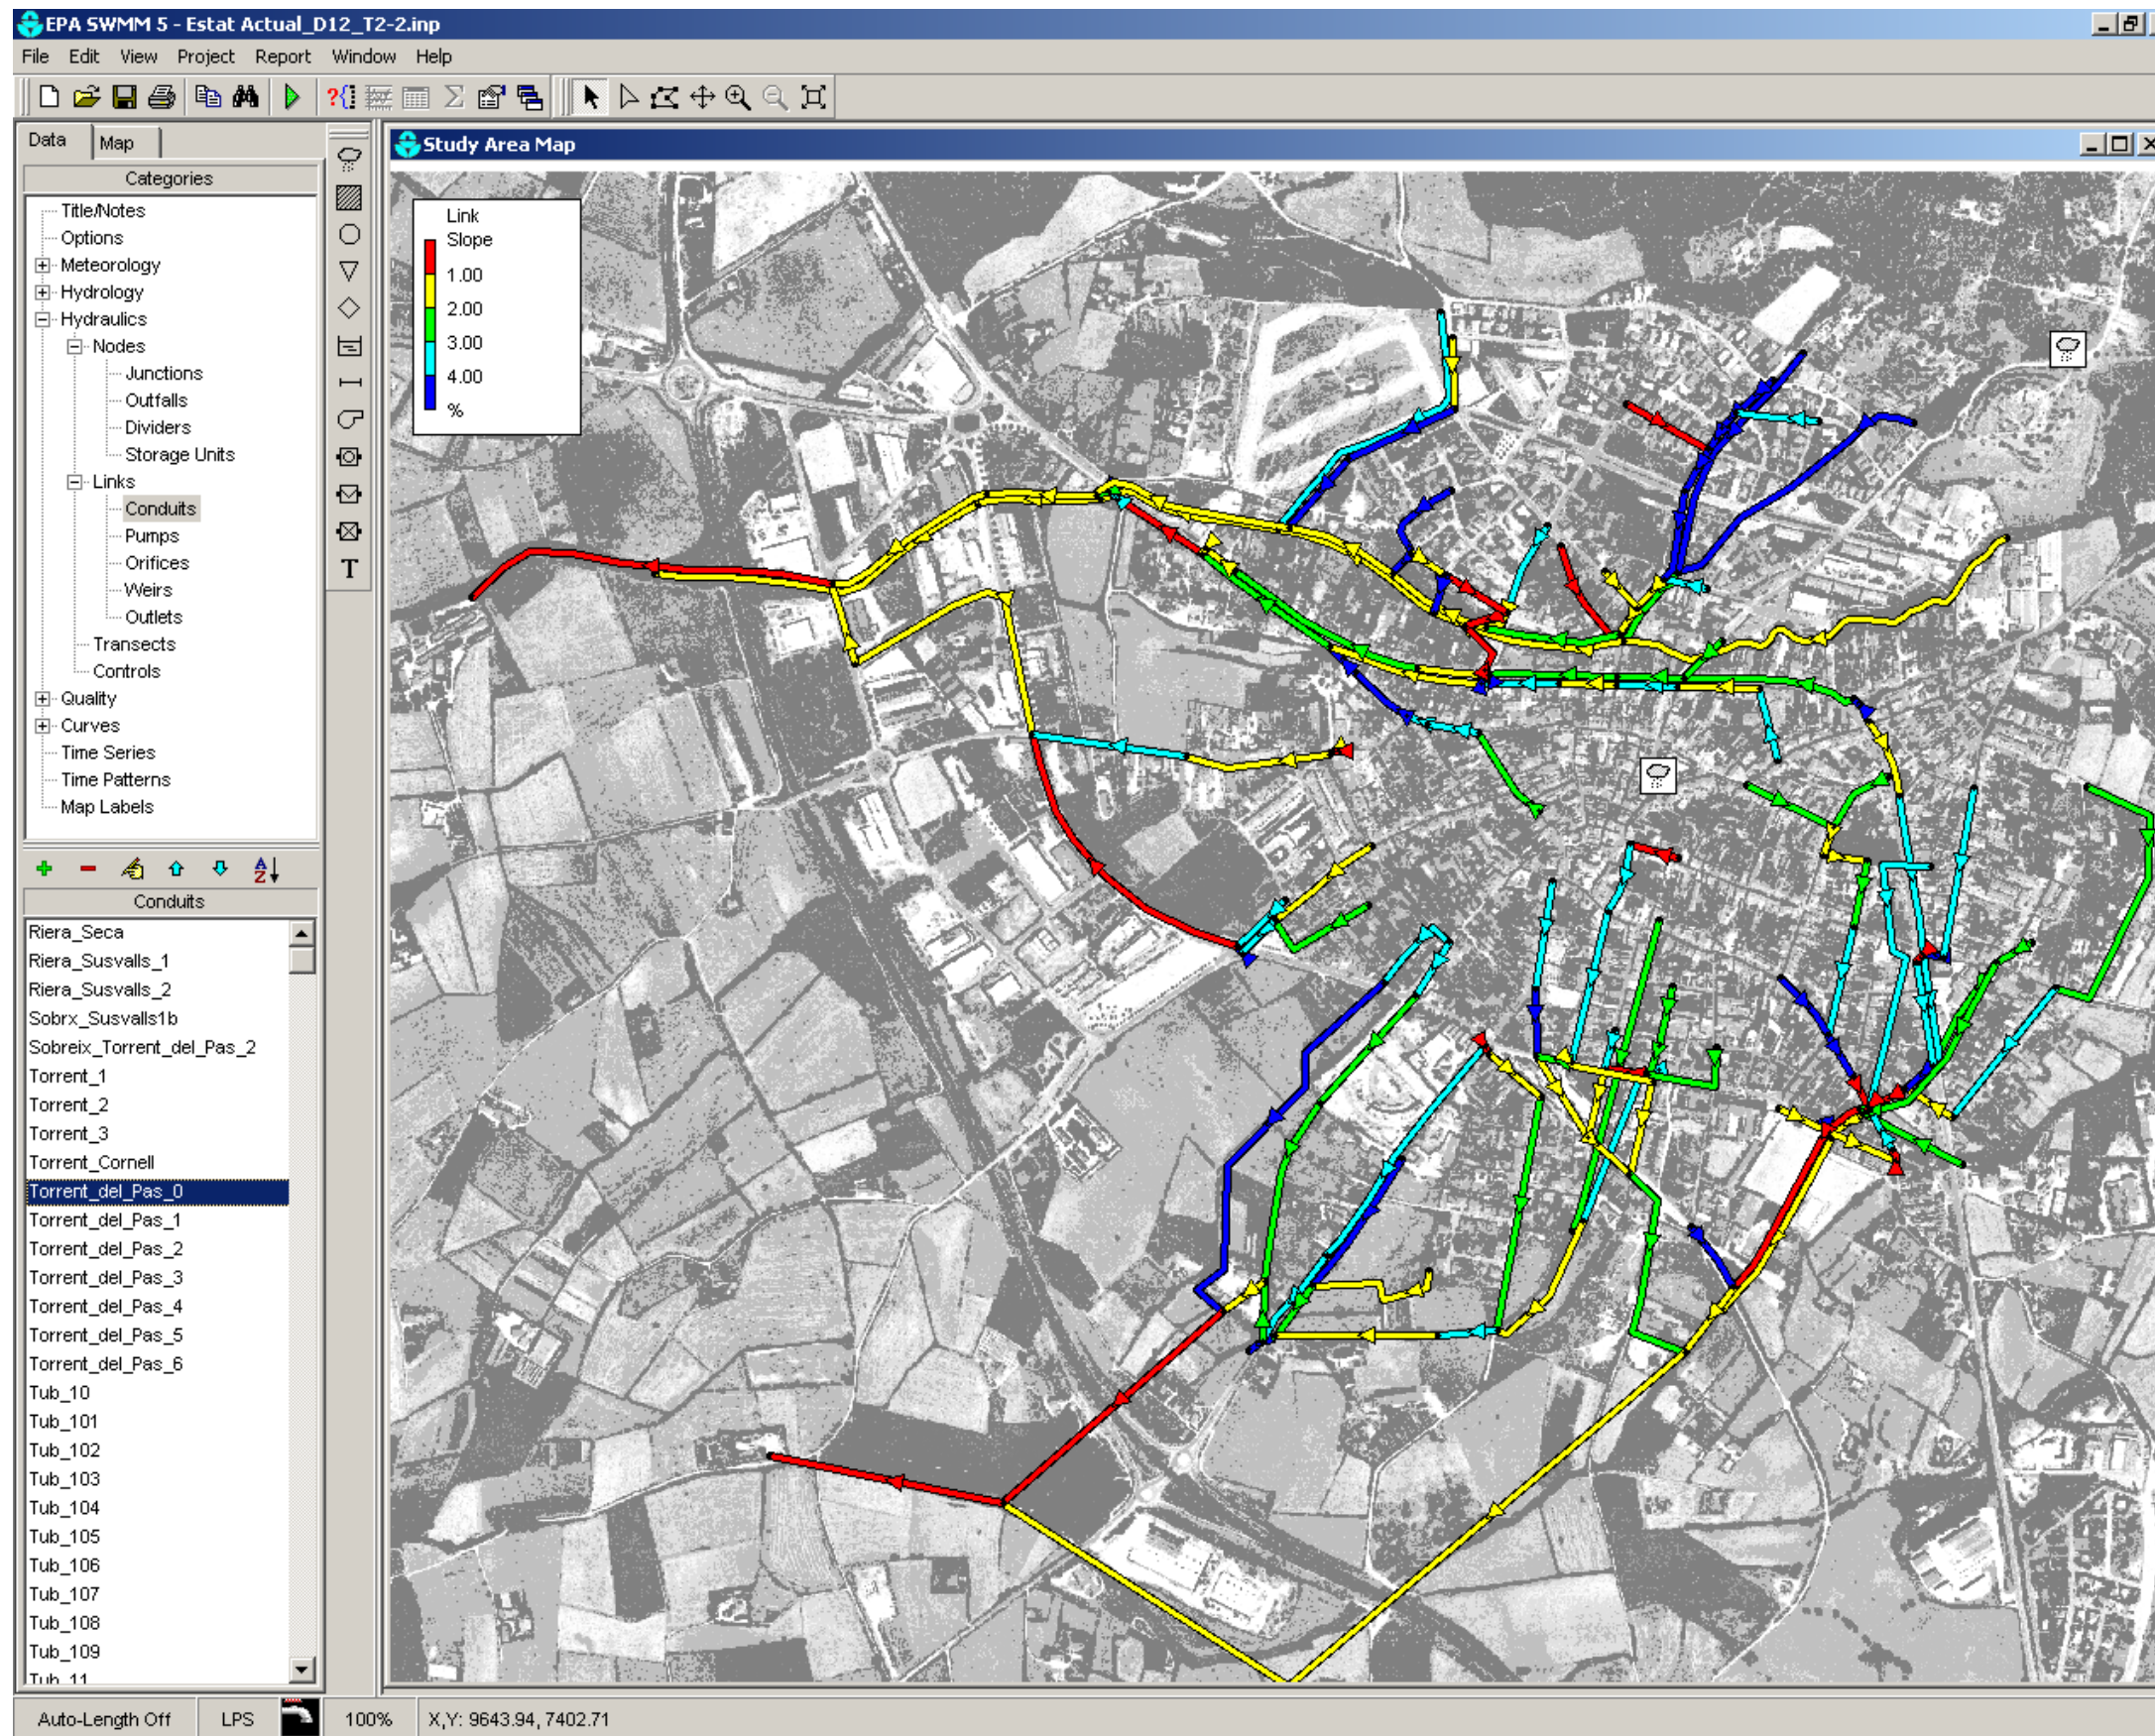 EPA SWMM 5 - Estat Actual_D12_T2-2.inp
File Edit View Project Report Window Help
Data Map
Categories
Title/Notes
Options
Meteorology
Hydrology
Hydraulics
Nodes
Junctions
Outfalls
Dividers
Storage Units
Links
Conduits
Pumps
Orifices
Weirs
Outlets
Transects
Controls
Quality
Curves
Time Series
Time Patterns
Map Labels
Conduits
Riera_Seca
Riera_Susvalls_1
Riera_Susvalls_2
Sobrx_Susvalls1b
Sobreix_Torrent_del_Pas_2
Torrent_1
Torrent_2
Torrent_3
Torrent_Cornell
Torrent_del_Pas_0
Torrent_del_Pas_1
Torrent_del_Pas_2
Torrent_del_Pas_3
Torrent_del_Pas_4
Torrent_del_Pas_5
Torrent_del_Pas_6
Tub_10
Tub_101
Tub_102
Tub_103
Tub_104
Tub_105
Tub_106
Tub_107
Tub_108
Tub_109
Tub_11
T
Study Area Map
Link
Slope
1.00
2.00
3.00
4.00
%
Auto-Length Off LPS 100% X,Y: 9643.94, 7402.71